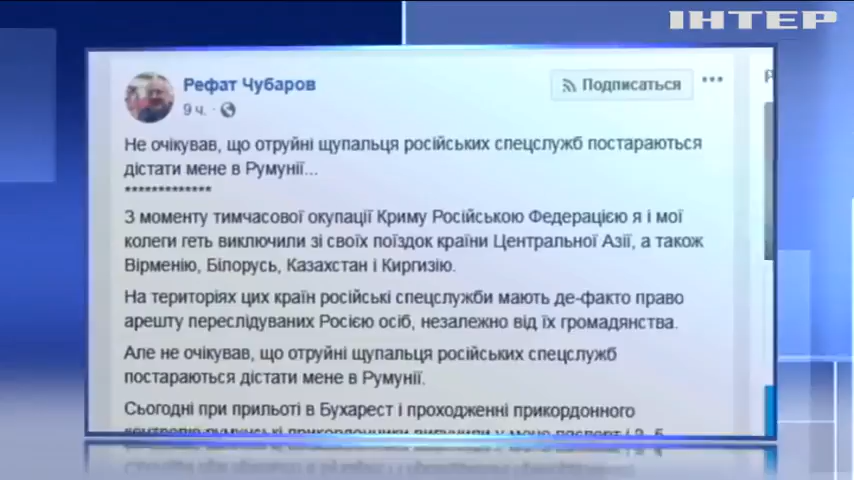 ІНТЕР
Рефат Чубаров
Подписаться
9 ч.
Не очікував, що отруйні щупальця російських спецслужб постараються
дістати мене в Румунії...
*************
З моменту тимчасової окупації Криму Російською Федерацією я і мої
колеги геть виключили зі своїх поїздок країни Центральної Азії, а також
Вірменію, Білорусь, Казахстан і Киргизію.
На територіях цих країн російські спецслужби мають де-факто право
арешту переслідуваних Росією осіб, незалежно від їх громадянства.
Але не очікував, що отруйні щупальця російських спецслужб
постараються дістати мене в Румунії.
Сьогодні при прильоті в Бухарест і проходженні прикордонного